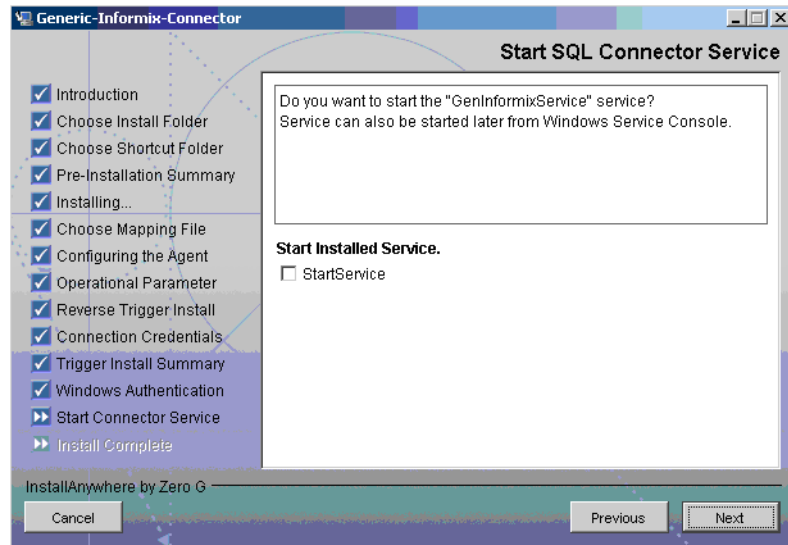 Generic-Informix-Connector
Start SQL Connector Service
Introduction
Choose Install Folder
Choose Shortcut Folder
Pre-Installation Summary
Installing...
Choose Mapping File
Configuring the Agent
Operational Parameter
Reverse Trigger Install
Connection Credentials
Trigger Install Summary
Windows Authentication
Start Connector Service
Install Complete
Do you want to start the "GenInformixService" service?
Service can also be started later from Windows Service Console.
Start Installed Service.
StartService
InstallAnywhere by Zero G
Cancel
Previous
Next